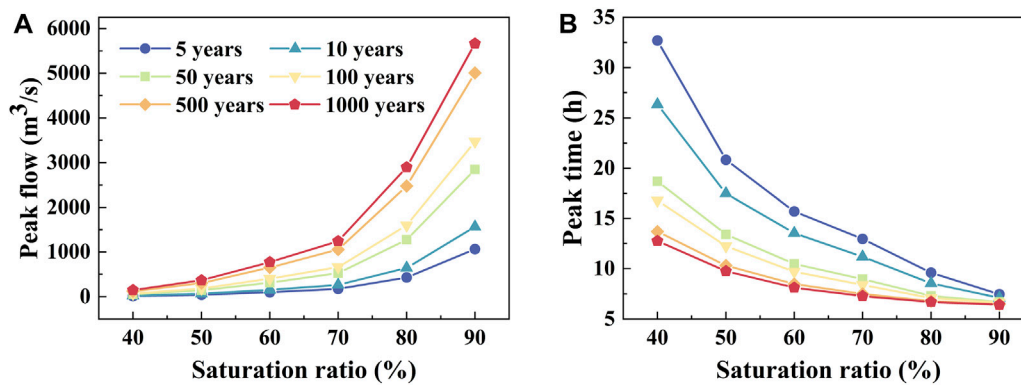 A
Peak flow (m³/s)
6000
5000
4000
3000
2000
1000
0
5 years
10 years
50 years
100 years
500 years
1000 years
40 50 60 70 80 90
Saturation ratio (%)
B
Peak time (h)
35
30
25
20
15
10
5
40 50 60 70 80 90
Saturation ratio (%)